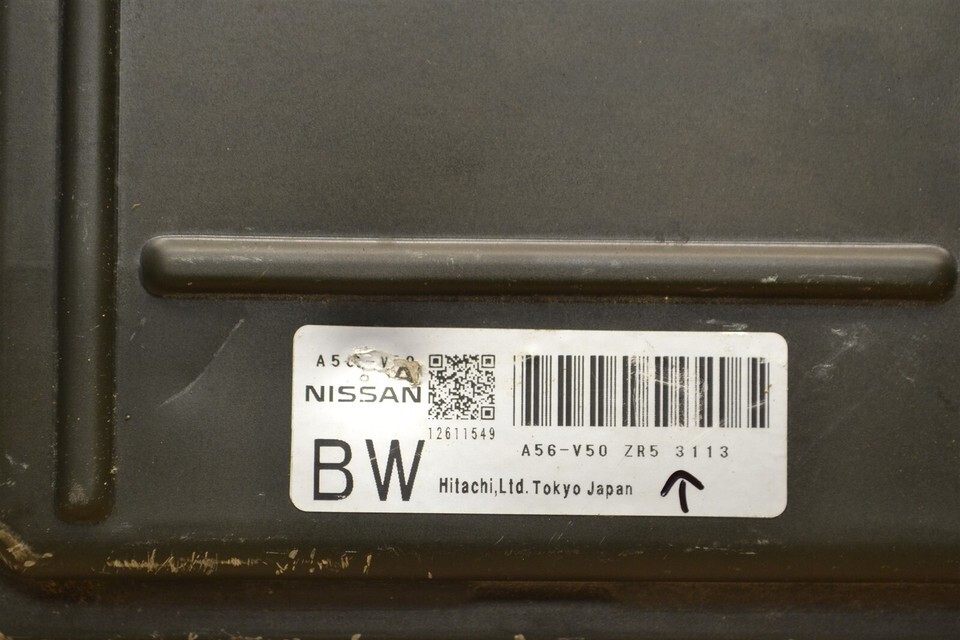 A
NISSAN
12611549
BW
A56-V50 ZR5 3113
Hitachi,Ltd. Tokyo Japan